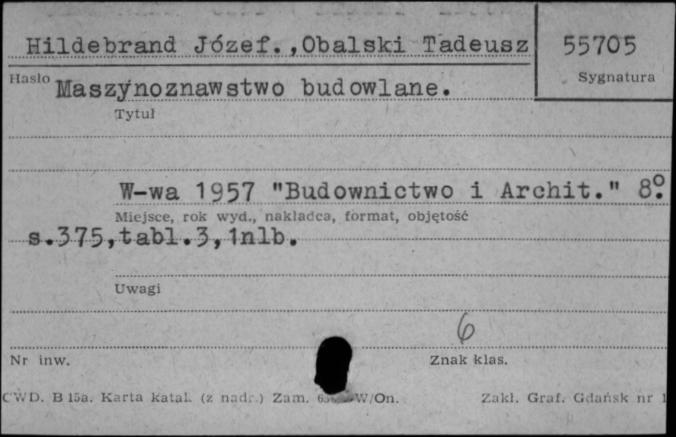 Hildebrand Józef.,Obalski Tadeusz 55705
Hasło Sygnatura
Maszynoznawstwo budowlane.
Tytuł
W-wa 1957 "Budownictwo i Archit." 8º.
Miejsce, rok wyd., nakładca, format, objętość
s.375,tabl.3,1nlb.
Uwagi
6
Nr inw. Znak klas.
CWD. B 15a. Karta katal. (z nadr.) Zam. W/On. Zakł. Graf. Gdańsk nr 1